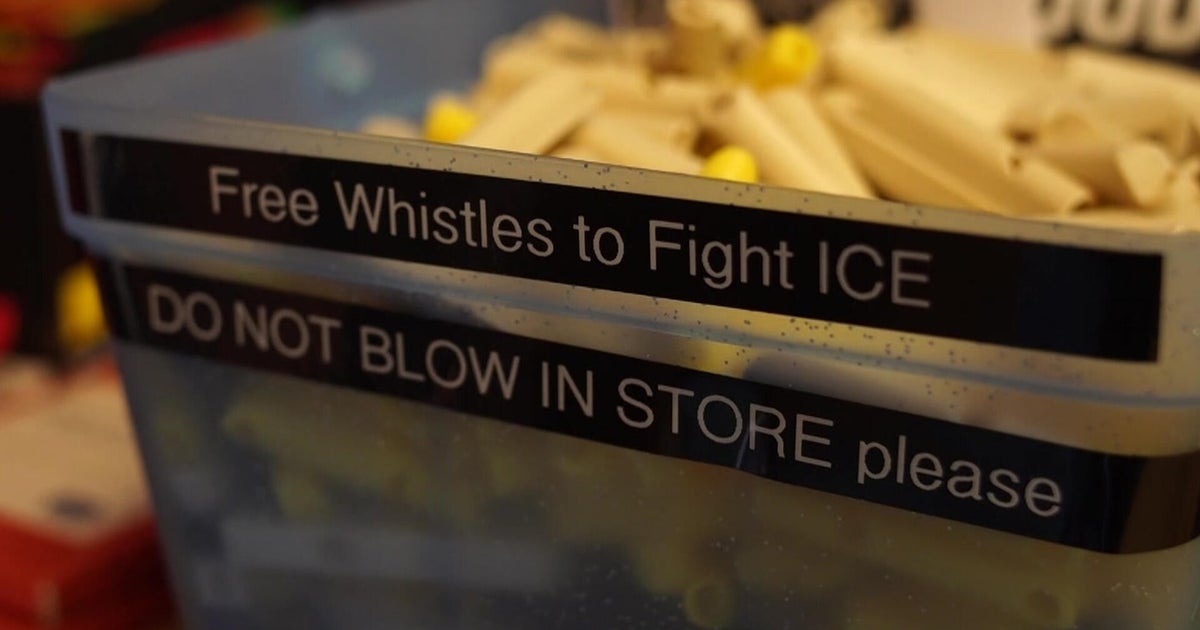 Free Whistles to Fight ICE
DO NOT BLOW IN STORE please